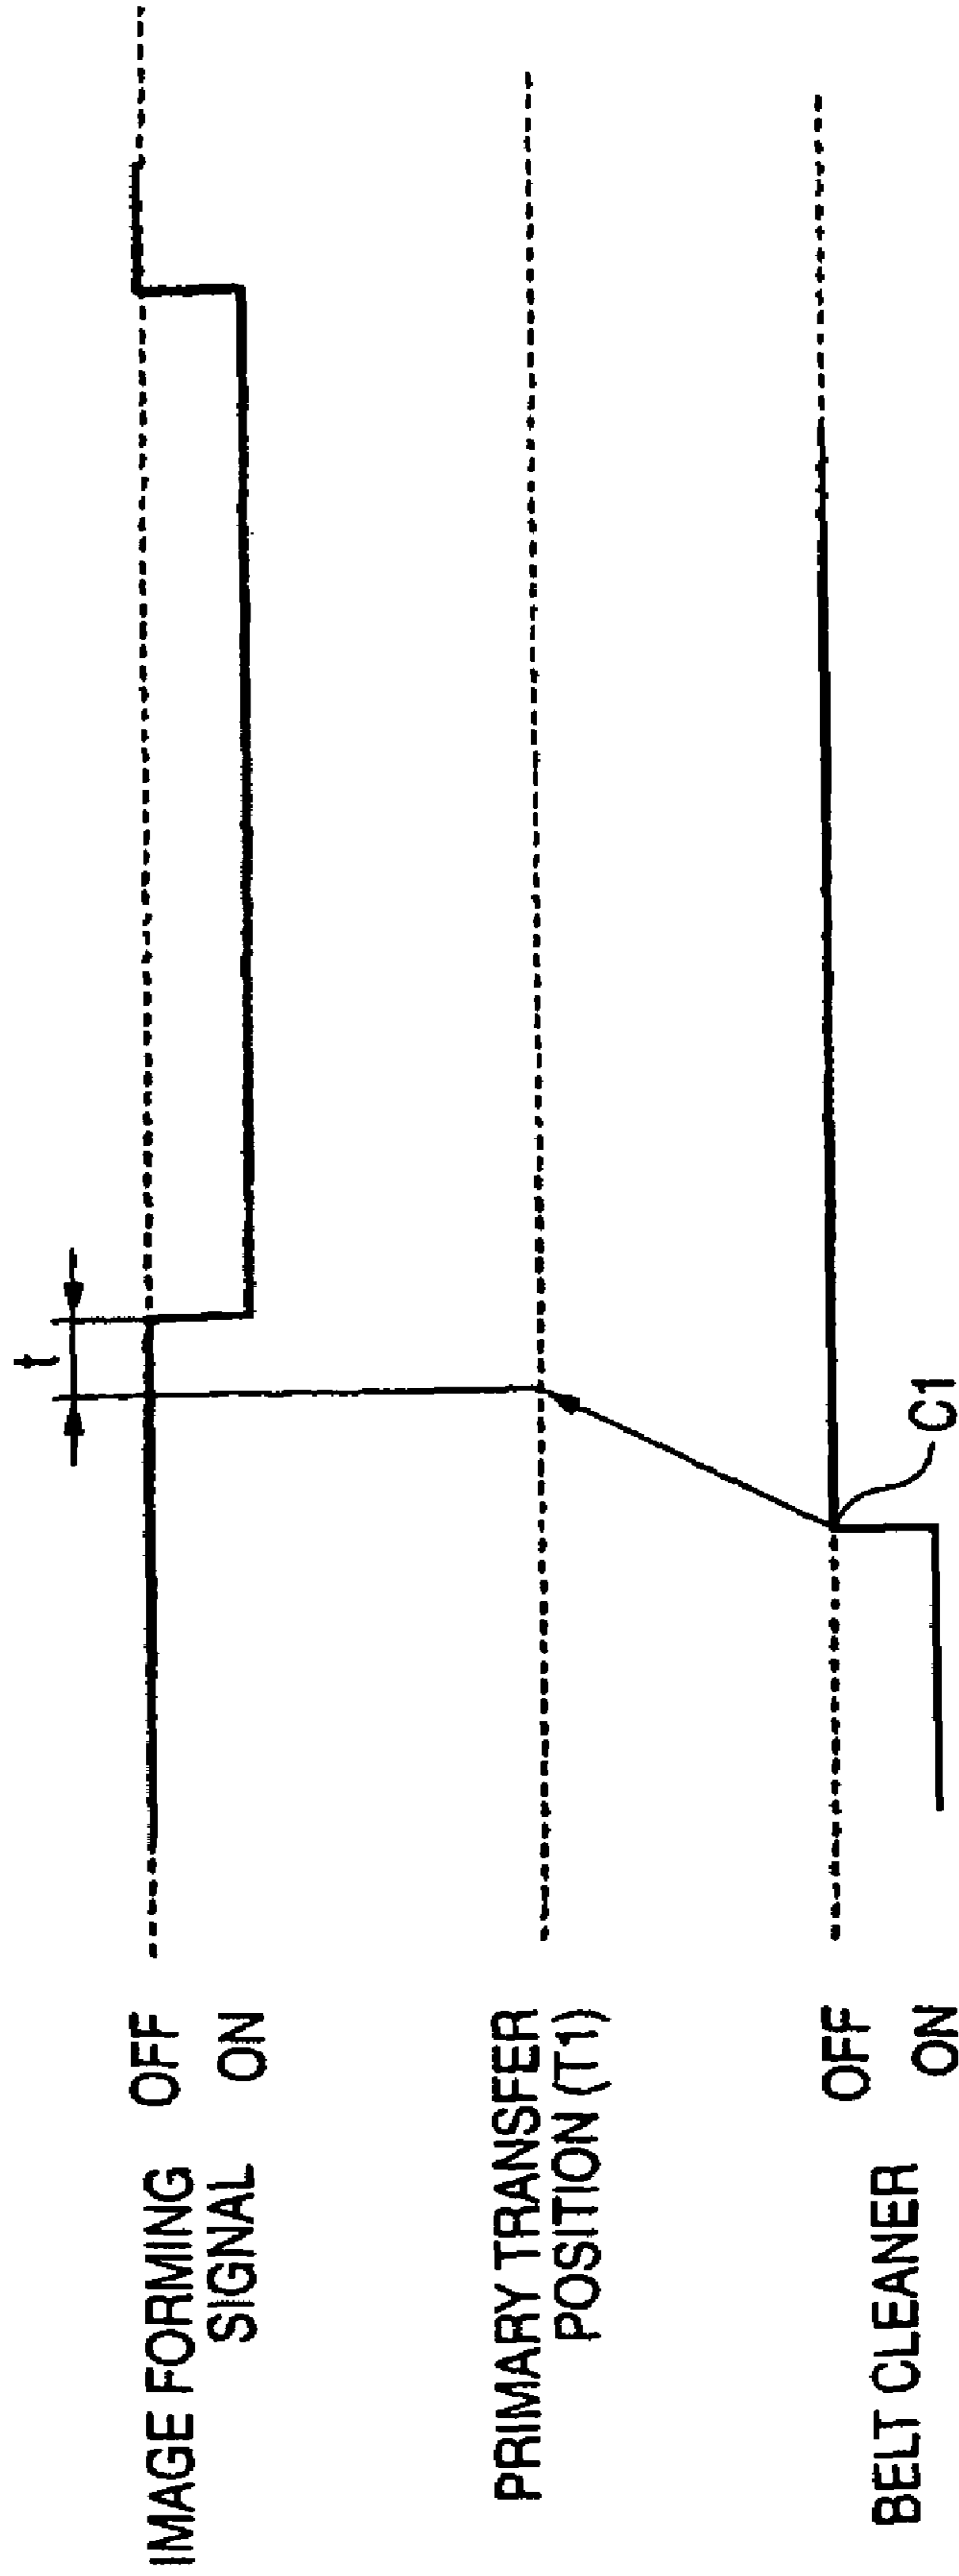 t
IMAGE FORMING OFF
SIGNAL ON
PRIMARY TRANSFER
POSITION (T1)
C1
BELT CLEANER OFF
ON